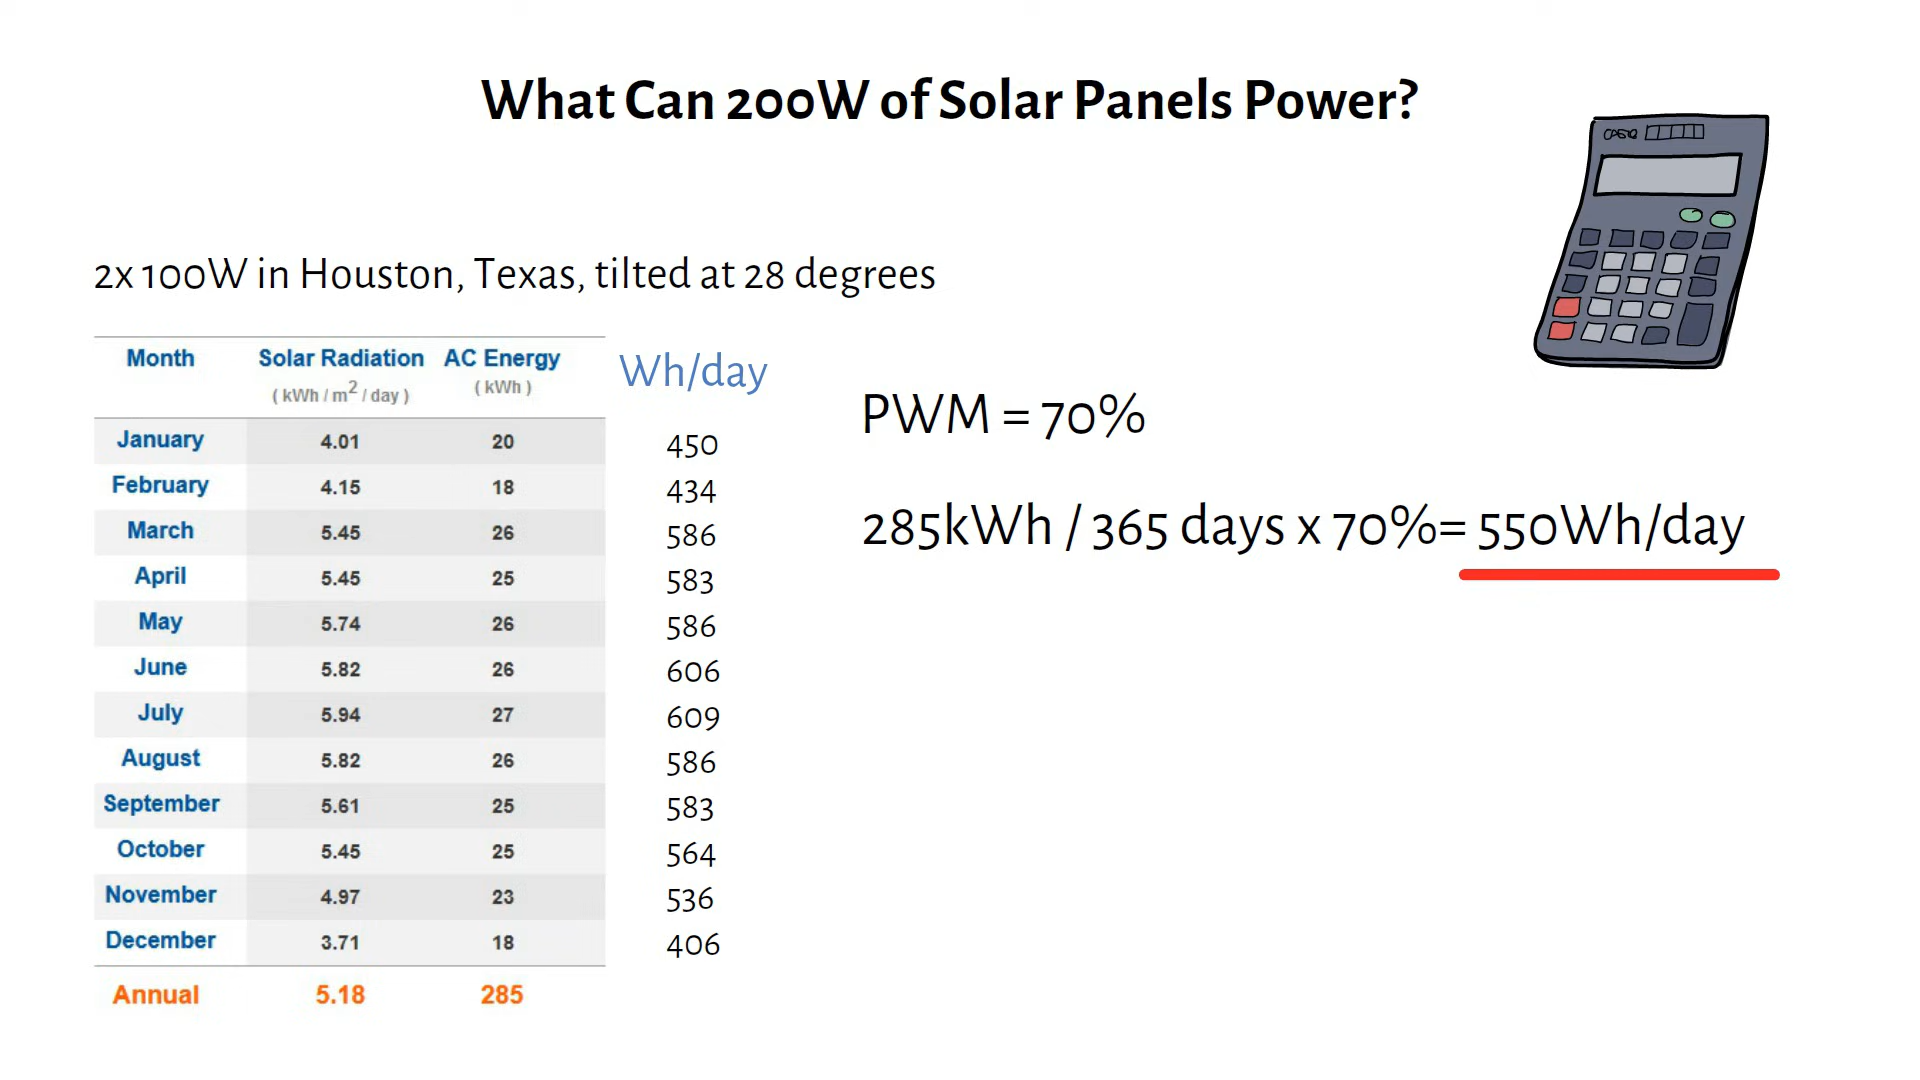 What Can 200W of Solar Panels Power?
2x 100W in Houston, Texas, tilted at 28 degrees
Month Solar Radiation AC Energy Wh/day
( kWh / m2 / day ) ( kWh )
January 4.01 20 450
February 4.15 18 434
March 5.45 26 586
April 5.45 25 583
May 5.74 26 586
June 5.82 26 606
July 5.94 27 609
August 5.82 26 586
September 5.61 25 583
October 5.45 25 564
November 4.97 23 536
December 3.71 18 406
Annual 5.18 285
PWM = 70%
285kWh / 365 days x 70%= 550Wh/day